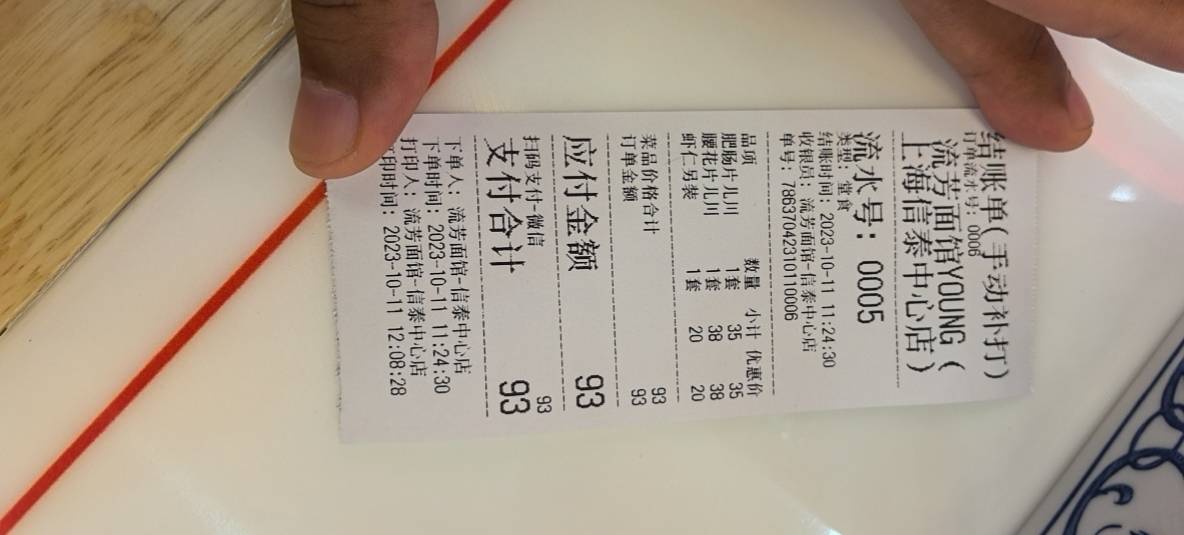 结账单(手动补打)
订单流水号: 0006
流芳面馆YOUNG(
上海信泰中心店)
流水号: 0005
类型: 堂食
结账时间: 2023-10-11 11:24:30
收银员: 流芳面馆-信泰中心店
单号: 78637042310110006
品项 数量 小计 优惠价
肥肠片儿川 1套 35 35
腰花片儿川 1套 38 38
虾仁另装 1套 20 20
菜品价格合计 93
订单金额 93
应付金额 93
扫码支付-微信 93
支付合计 93
下单人: 流芳面馆-信泰中心店
下单时间: 2023-10-11 11:24:30
打印人: 流芳面馆-信泰中心店
打印时间: 2023-10-11 12:08:28